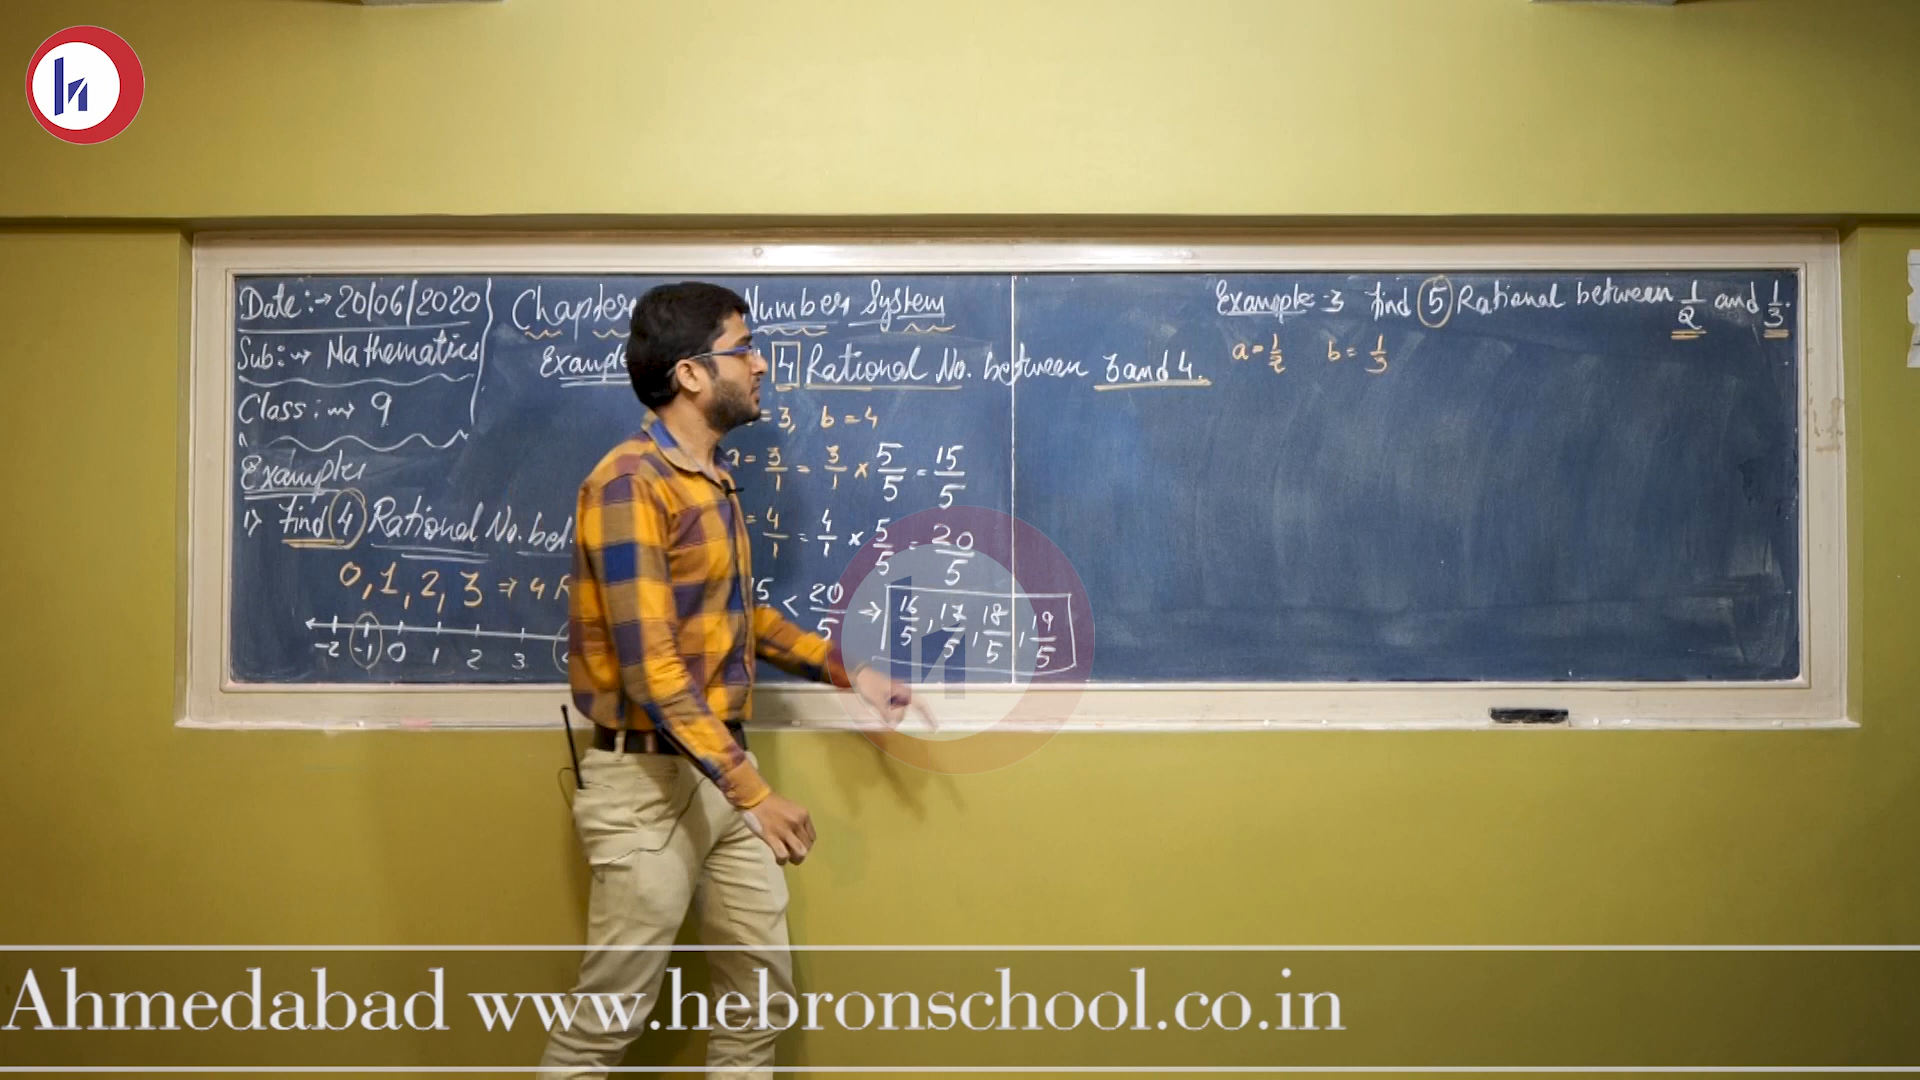 Date :→ 20/06/2020
Sub :→ Mathematics
Class :→ 9
Examples
1) Find 4 Rational No. bet.
0, 1, 2, 3 → 4
-2 -1 0 1 2 3
Chapter Number System
4 Rational No. between 3 and 4.
= 3, b = 4
= 3/1 = 3/1 × 5/5 = 15/5
= 4/1 = 4/1 × 5/5 = 20/5
< 20/5 → 16/5, 17/5, 18/5, 19/5
Example :- 3 Find 5 Rational between 1/2 and 1/3.
a = 1/2 b = 1/3
Ahmedabad www.hebronschool.co.in